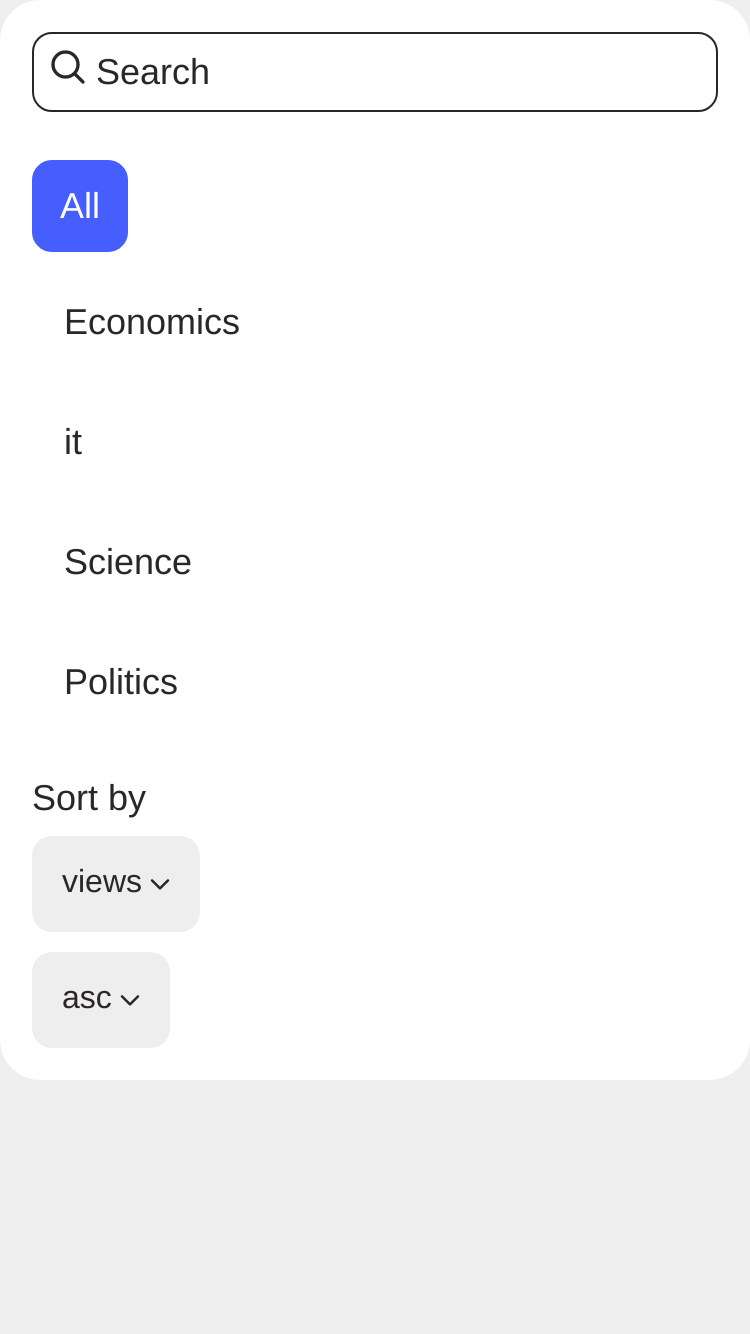 Search
All
Economics
it
Science
Politics
Sort by
views
asc